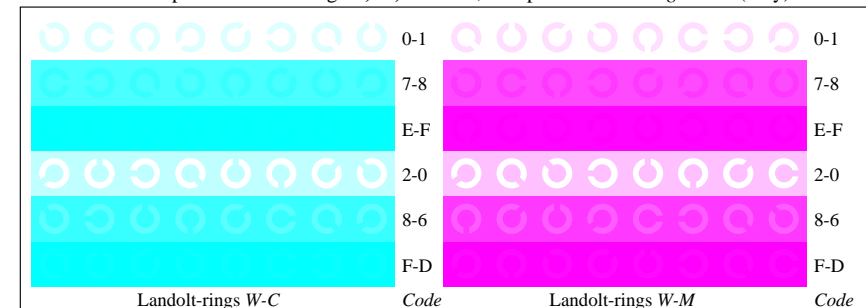 0-1 0-1
7-8 7-8
E-F E-F
2-0 2-0
8-6 8-6
F-D F-D
Landolt-rings W-C Code Landolt-rings W-M Code